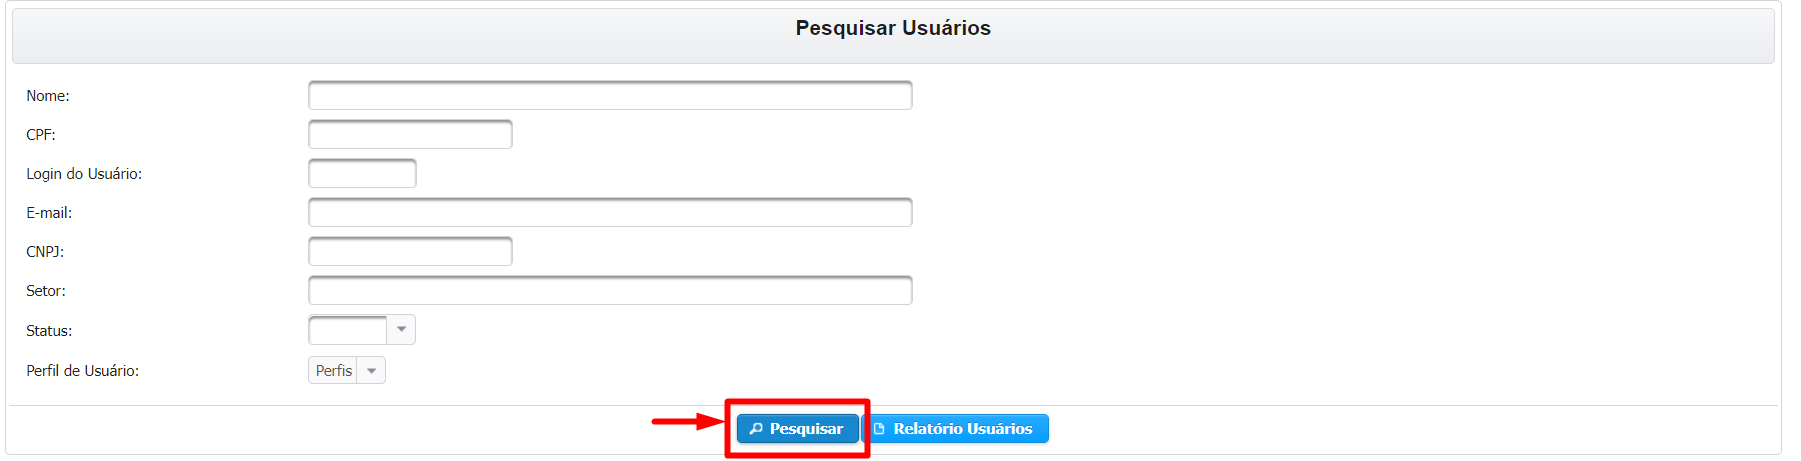 Pesquisar Usuários
Nome:
CPF:
Login do Usuário:
E-mail:
CNPJ:
Setor:
Status:
Perfil de Usuário: Perfis
Pesquisar Relatório Usuários